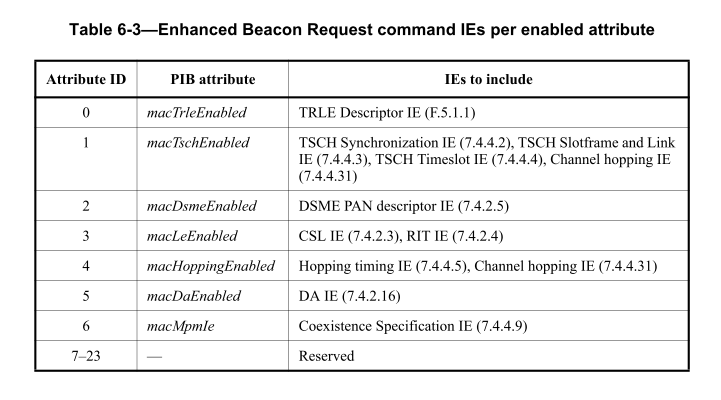 Table 6-3—Enhanced Beacon Request command IEs per enabled attribute
Attribute ID PIB attribute IEs to include
0 macTrleEnabled TRLE Descriptor IE (F.5.1.1)
1 macTschEnabled TSCH Synchronization IE (7.4.4.2), TSCH Slotframe and Link
IE (7.4.4.3), TSCH Timeslot IE (7.4.4.4), Channel hopping IE
(7.4.4.31)
2 macDsmeEnabled DSME PAN descriptor IE (7.4.2.5)
3 macLeEnabled CSL IE (7.4.2.3), RIT IE (7.4.2.4)
4 macHoppingEnabled Hopping timing IE (7.4.4.5), Channel hopping IE (7.4.4.31)
5 macDaEnabled DA IE (7.4.2.16)
6 macMpmIe Coexistence Specification IE (7.4.4.9)
7–23 — Reserved